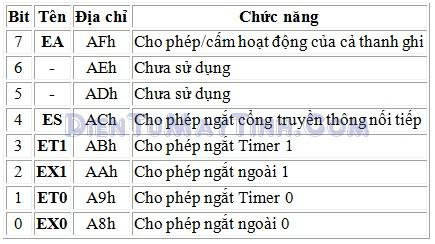 Bit Tên Địa chỉ Chức năng
7 EA AFh Cho phép/cấm hoạt động của cả thanh ghi
6 - AEh Chưa sử dụng
5 - ADh Chưa sử dụng
4 ES ACh Cho phép ngắt cổng truyền thông nối tiếp
DienTuMayTinh.Com
3 ET1 ABh Cho phép ngắt Timer 1
2 EX1 AAh Cho phép ngắt ngoài 1
1 ET0 A9h Cho phép ngắt Timer 0
0 EX0 A8h Cho phép ngắt ngoài 0